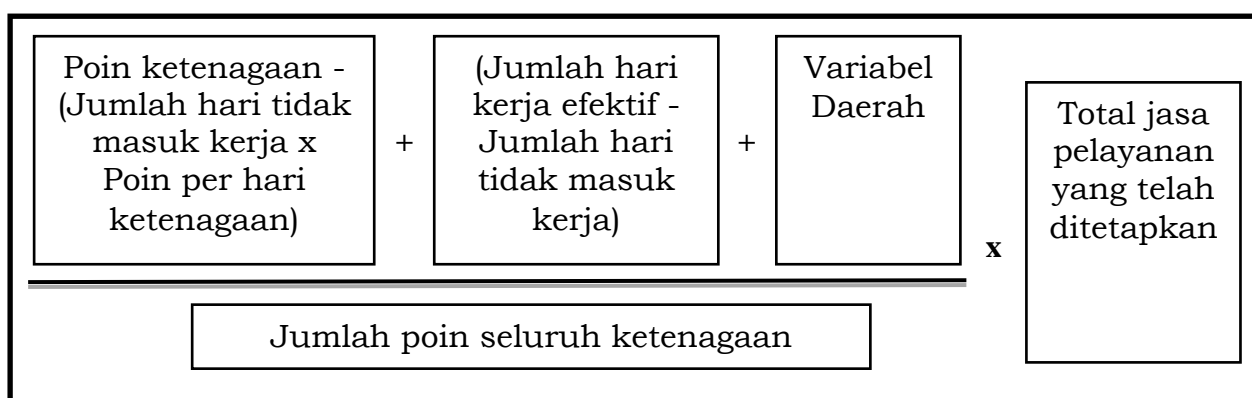 Poin ketenagaan -
(Jumlah hari tidak
masuk kerja x
Poin per hari
ketenagaan)
+
(Jumlah hari
kerja efektif -
Jumlah hari
tidak masuk
kerja)
+
Variabel
Daerah
x
Total jasa
pelayanan
yang telah
ditetapkan
Jumlah poin seluruh ketenagaan